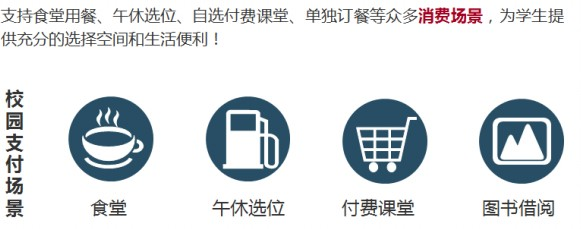 支持食堂用餐、午休选位、自选付费课堂、单独订餐等众多消费场景，为学生提
供充分的选择空间和生活便利！
校园支付场景
食堂
午休选位
付费课堂
图书借阅